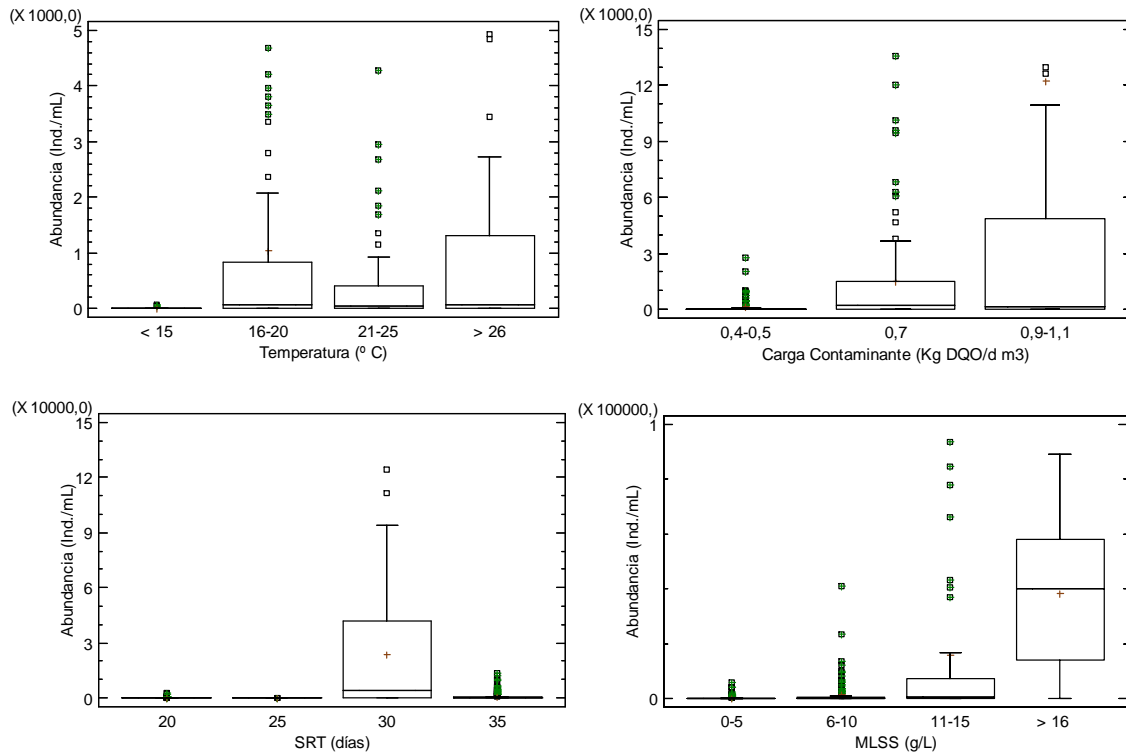 (X 1000,0)
Abundancia (Ind./mL)
5
4
3
2
1
0
< 15 16-20 21-25 > 26
Temperatura (º C)
(X 10000,0)
Abundancia (Ind./mL)
15
12
9
6
3
0
0,4-0,5 0,7 0,9-1,1
Carga Contaminante (Kg DQO/d m3)
(X 10000,0)
Abundancia (Ind./mL)
15
12
9
6
3
0
20 25 30 35
SRT (días)
(X 100000,)
Abundancia (Ind./mL)
1
0
0-5 6-10 11-15 > 16
MLSS (g/L)